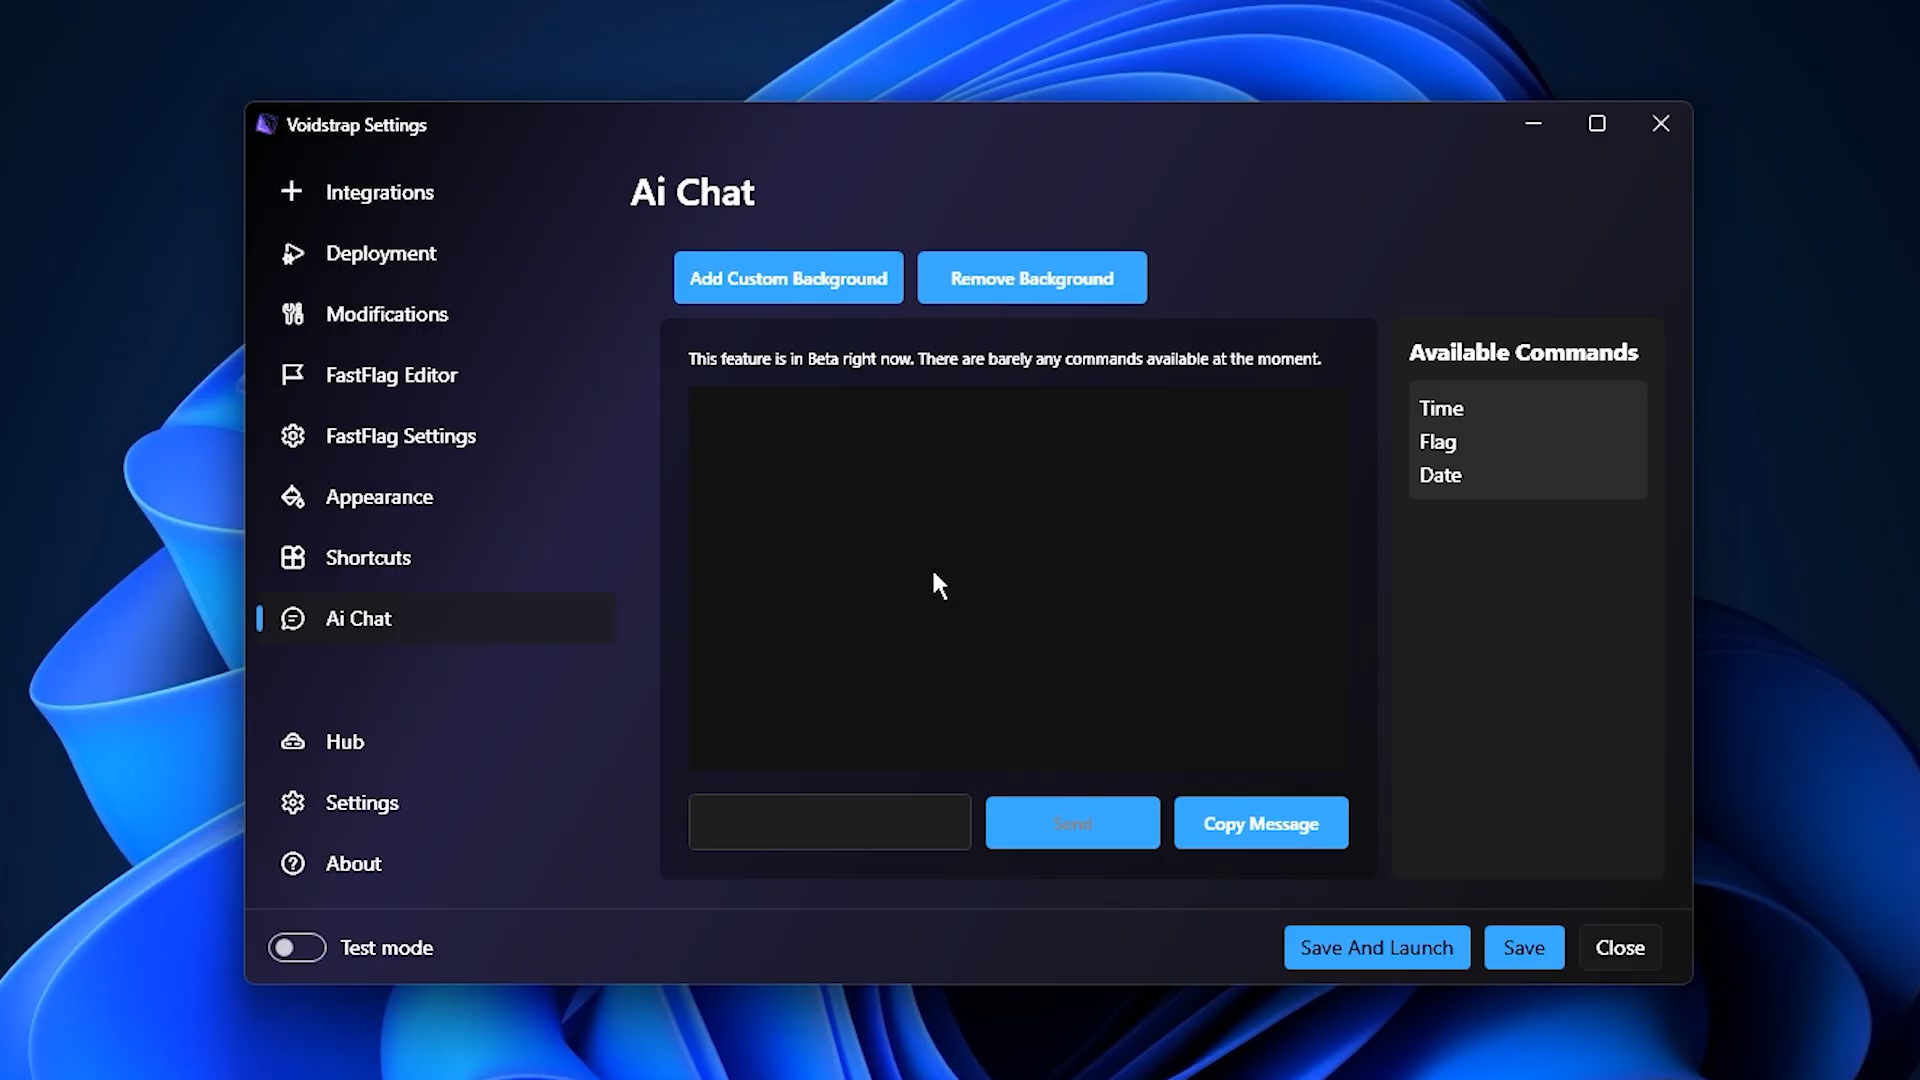 Voidstrap Settings
Integrations
Deployment
Modifications
FastFlag Editor
FastFlag Settings
Appearance
Shortcuts
Ai Chat
Hub
Settings
About
Ai Chat
Add Custom Background
Remove Background
This feature is in Beta right now. There are barely any commands available at the moment.
Send
Copy Message
Available Commands
Time
Flag
Date
Test mode
Save And Launch
Save
Close